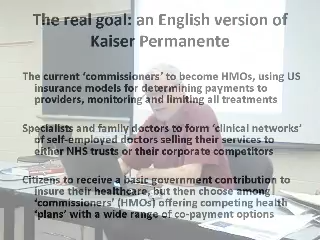 The real goal: an English version of
Kaiser Permanente
The current ‘commissioners’ to become HMOs, using US
insurance models for determining payments to
providers, monitoring and limiting all treatments
Specialists and family doctors to form ‘clinical networks’
of self-employed doctors selling their services to
either NHS trusts or their corporate competitors
Citizens to receive a basic government contribution to
insure their healthcare, but then choose among
‘commissioners’ (HMOs) offering competing health
‘plans’ with a wide range of co-payment options